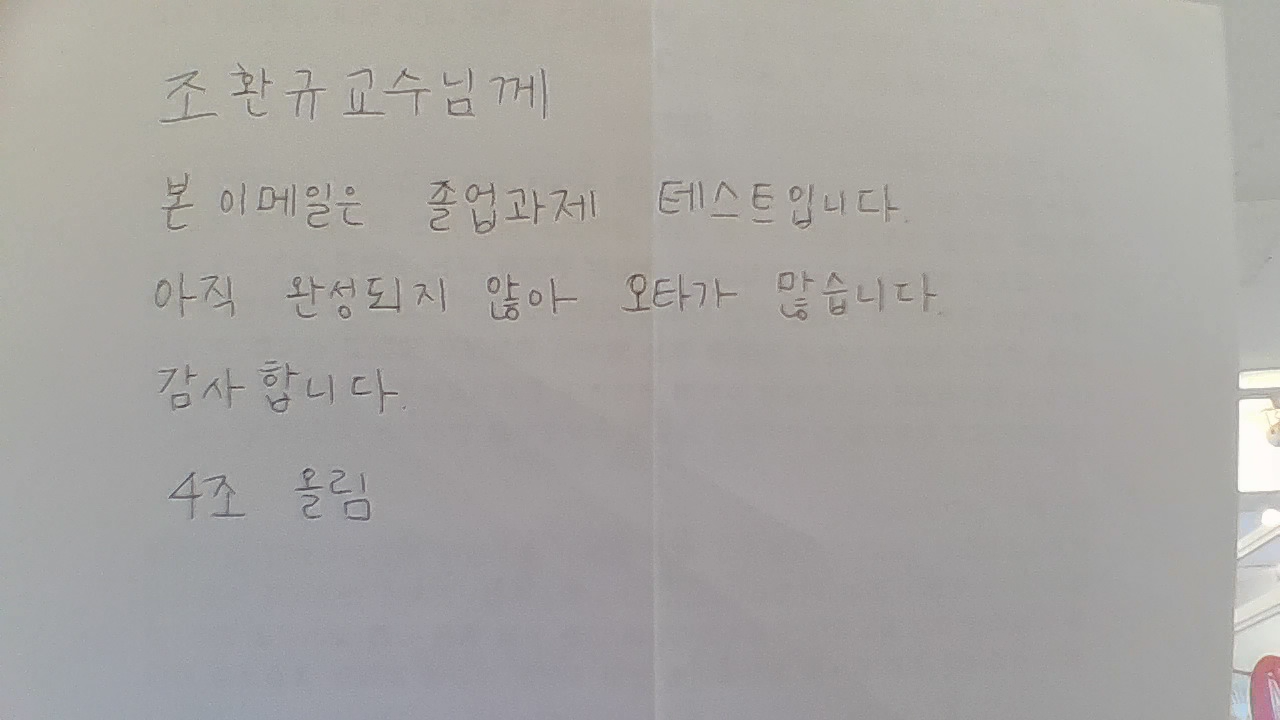 조환규교수님께
본 이메일은 졸업과제 테스트입니다.
아직 완성되지 않아 오타가 많습니다.
감사합니다.
4조 올림